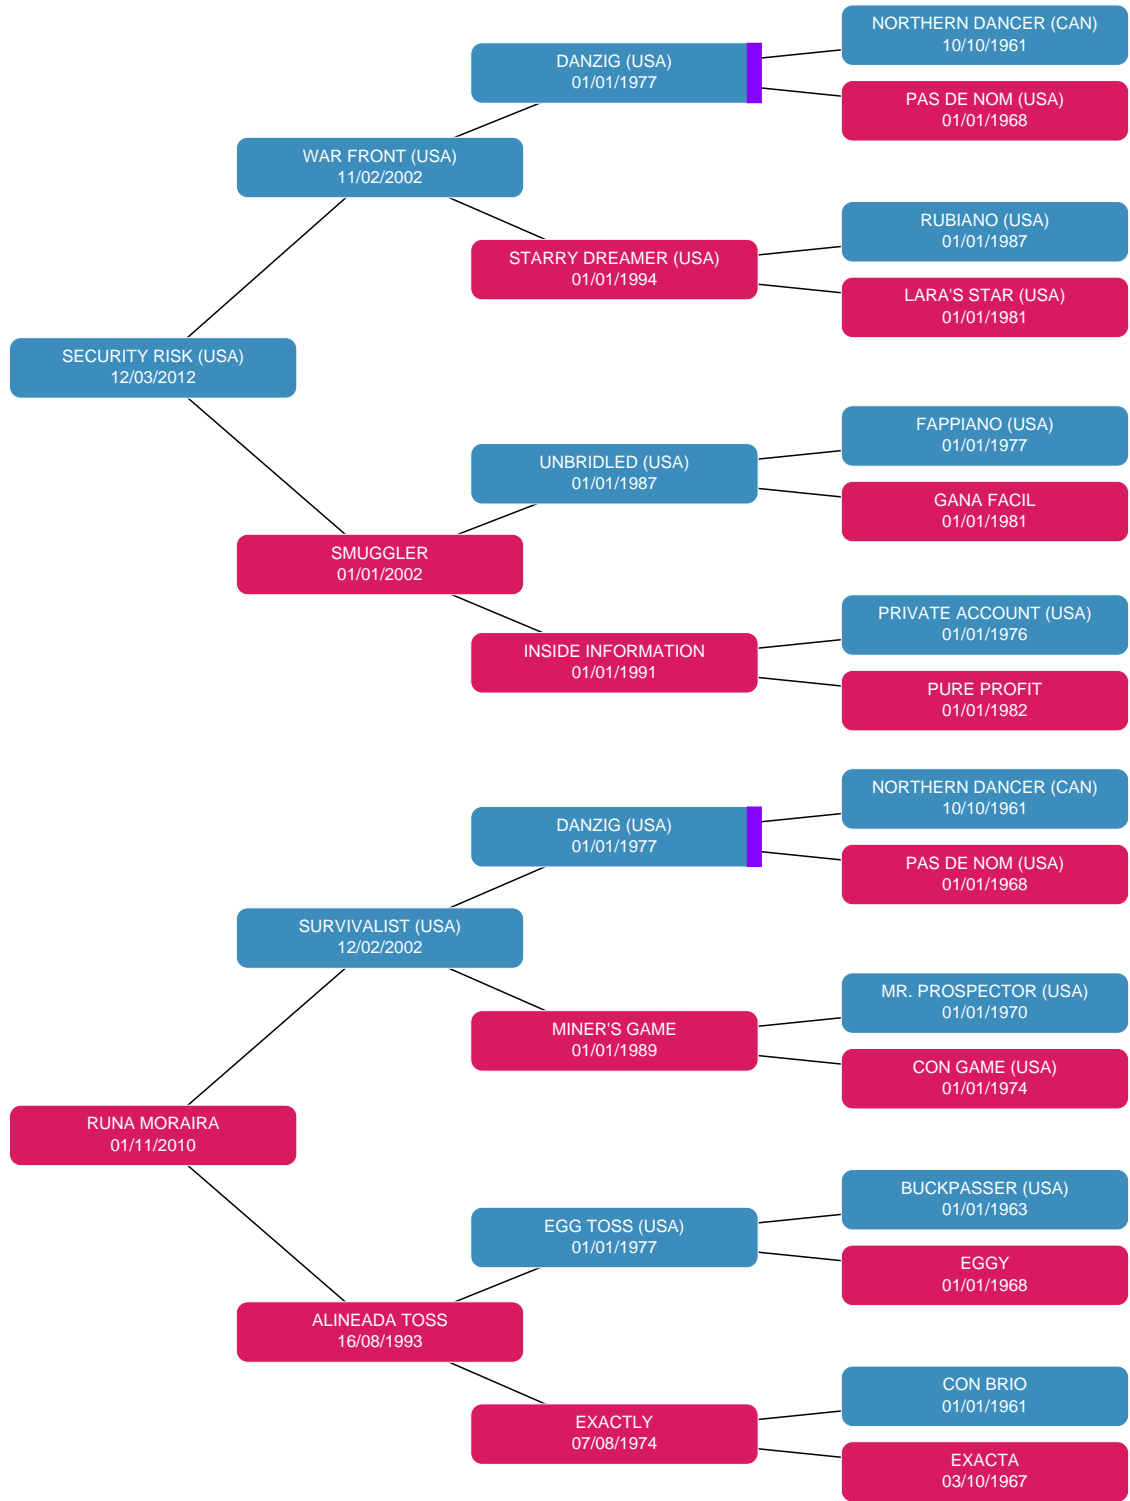 NORTHERN DANCER (CAN)
10/10/1961
DANZIG (USA)
01/01/1977
PAS DE NOM (USA)
01/01/1968
WAR FRONT (USA)
11/02/2002
RUBIANO (USA)
01/01/1987
STARRY DREAMER (USA)
01/01/1994
LARA'S STAR (USA)
01/01/1981
SECURITY RISK (USA)
12/03/2012
FAPPIANO (USA)
01/01/1977
UNBRIDLED (USA)
01/01/1987
GANA FACIL
01/01/1981
SMUGGLER
01/01/2002
PRIVATE ACCOUNT (USA)
01/01/1976
INSIDE INFORMATION
01/01/1991
PURE PROFIT
01/01/1982
NORTHERN DANCER (CAN)
10/10/1961
DANZIG (USA)
01/01/1977
PAS DE NOM (USA)
01/01/1968
SURVIVALIST (USA)
12/02/2002
MR. PROSPECTOR (USA)
01/01/1970
MINER'S GAME
01/01/1989
CON GAME (USA)
01/01/1974
RUNA MORAIRA
01/11/2010
BUCKPASSER (USA)
01/01/1963
EGG TOSS (USA)
01/01/1977
EGGY
01/01/1968
ALINEADA TOSS
16/08/1993
CON BRIO
01/01/1961
EXACTLY
07/08/1974
EXACTA
03/10/1967